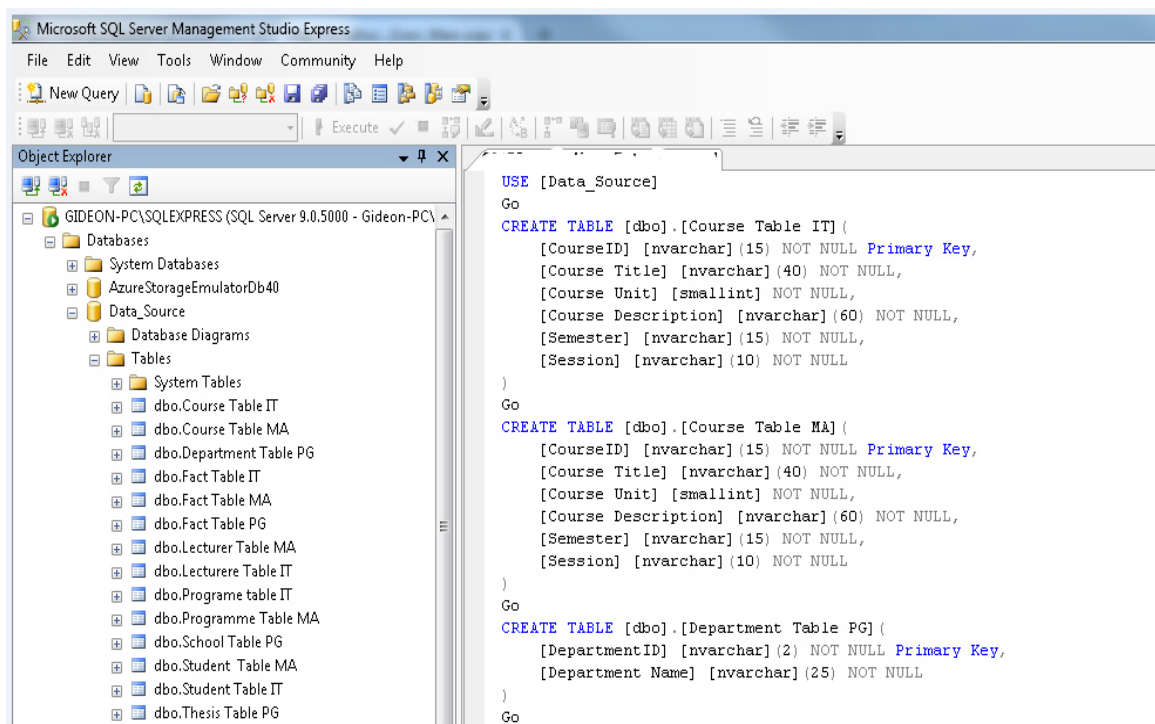 Microsoft SQL Server Management Studio Express
File Edit View Tools Window Community Help
New Query
Execute
Object Explorer
GIDEON-PC\SQLEXPRESS (SQL Server 9.0.5000 - Gideon-PC\
Databases
System Databases
AzureStorageEmulatorDb40
Data_Source
Database Diagrams
Tables
System Tables
dbo.Course Table IT
dbo.Course Table MA
dbo.Department Table PG
dbo.Fact Table IT
dbo.Fact Table MA
dbo.Fact Table PG
dbo.Lecturer Table MA
dbo.Lecturere Table IT
dbo.Programe table IT
dbo.Programme Table MA
dbo.School Table PG
dbo.Student Table MA
dbo.Student Table IT
dbo.Thesis Table PG
USE [Data_Source]
Go
CREATE TABLE [dbo].[Course Table IT](
[CourseID] [nvarchar](15) NOT NULL Primary Key,
[Course Title] [nvarchar](40) NOT NULL,
[Course Unit] [smallint] NOT NULL,
[Course Description] [nvarchar](60) NOT NULL,
[Semester] [nvarchar](15) NOT NULL,
[Session] [nvarchar](10) NOT NULL
)
Go
CREATE TABLE [dbo].[Course Table MA](
[CourseID] [nvarchar](15) NOT NULL Primary Key,
[Course Title] [nvarchar](40) NOT NULL,
[Course Unit] [smallint] NOT NULL,
[Course Description] [nvarchar](60) NOT NULL,
[Semester] [nvarchar](15) NOT NULL,
[Session] [nvarchar](10) NOT NULL
)
Go
CREATE TABLE [dbo].[Department Table PG](
[DepartmentID] [nvarchar](2) NOT NULL Primary Key,
[Department Name] [nvarchar](25) NOT NULL
)
Go